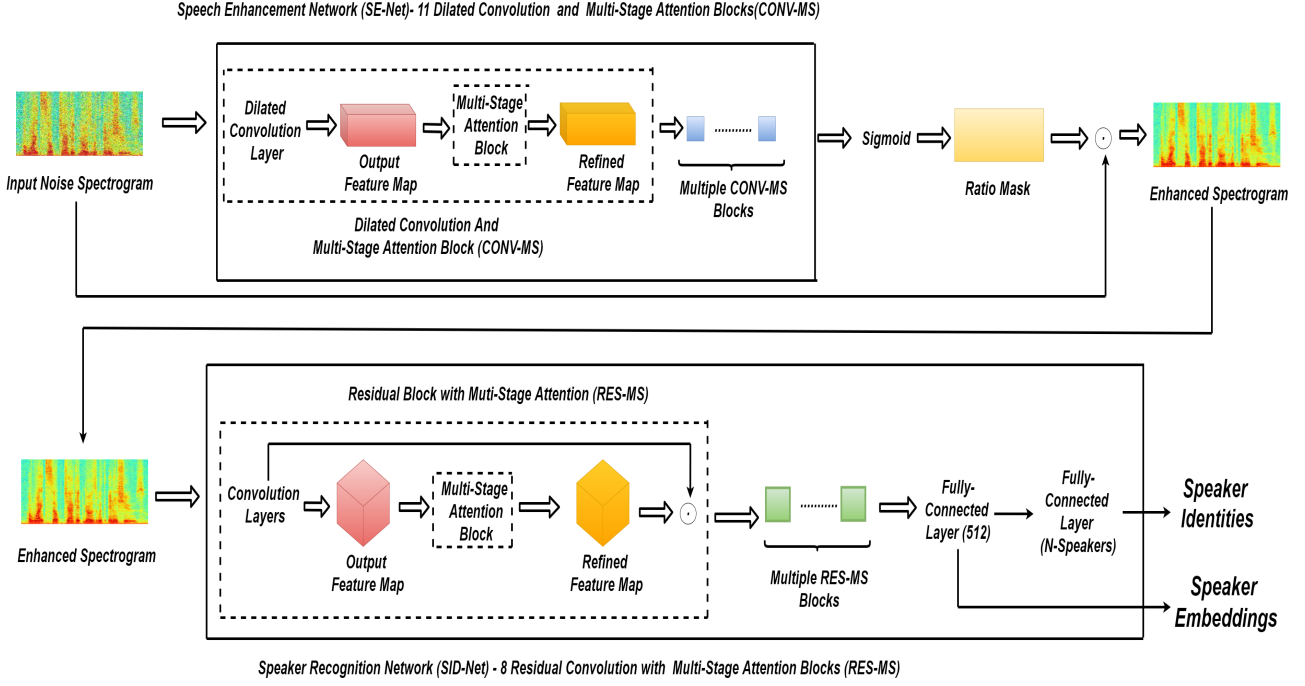 Speech Enhancement Network (SE-Net)- 11 Dilated Convolution and Multi-Stage Attention Blocks(CONV-MS)
Input Noise Spectrogram
Dilated
Convolution
Layer
Output
Feature Map
Multi-Stage
Attention
Block
Refined
Feature Map
Dilated Convolution And
Multi-Stage Attention Block (CONV-MS)
Multiple CONV-MS
Blocks
Sigmoid
Ratio Mask
Enhanced Spectrogram
Residual Block with Muti-Stage Attention (RES-MS)
Enhanced Spectrogram
Convolution
Layers
Output
Feature Map
Multi-Stage
Attention
Block
Refined
Feature Map
Multiple RES-MS
Blocks
Fully-
Connected
Layer (512)
Fully-
Connected
Layer
(N-Speakers)
Speaker
Identities
Speaker
Embeddings
Speaker Recognition Network (SID-Net) - 8 Residual Convolution with Multi-Stage Attention Blocks (RES-MS)